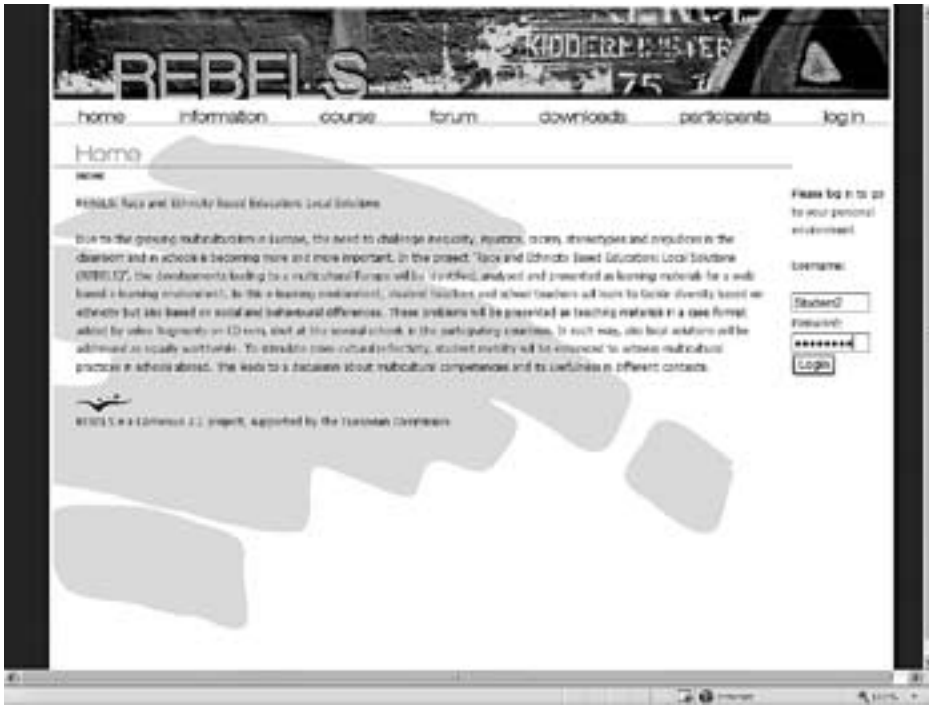 KIDDERMINSTER
75
REBELS
home information course forum downloads participants log in
Home
HOME
REBELS: Race and Ethnicity Based Educations Local Solutions
Please log in to go
to your personal
environment.
Due to the growing multiculturalism in Europe, the need to challenge inequality, injustice, racism, stereotypes and prejudices in the
classroom and in schools is becoming more and more important. In the project "Race and Ethnicity Based Educations Local Solutions
(REBELS)", the developments leading to a multicultural Europe will be identified, analysed and presented as learning materials for a web
based e-learning environment. In this e-learning environment, student teachers and school teachers will learn to tackle diversity based on
ethnicity but also based on social and behavioural differences. These problems will be presented as teaching materials in a case format,
added by video fragments on CD-rom, shot at the several schools in the participating countries. In such way, also local solutions will be
addressed as equally worthwhile. To stimulate cross cultural reflectivity, student mobility will be enhanced to witness multicultural
practices in schools abroad. This leads to a discussion about multicultural competences and its usefulness in different contexts.
Username:
Student2
Password:
Login
REBELS is a Comenius 2.1 project, supported by the European Commission
Internet
100%